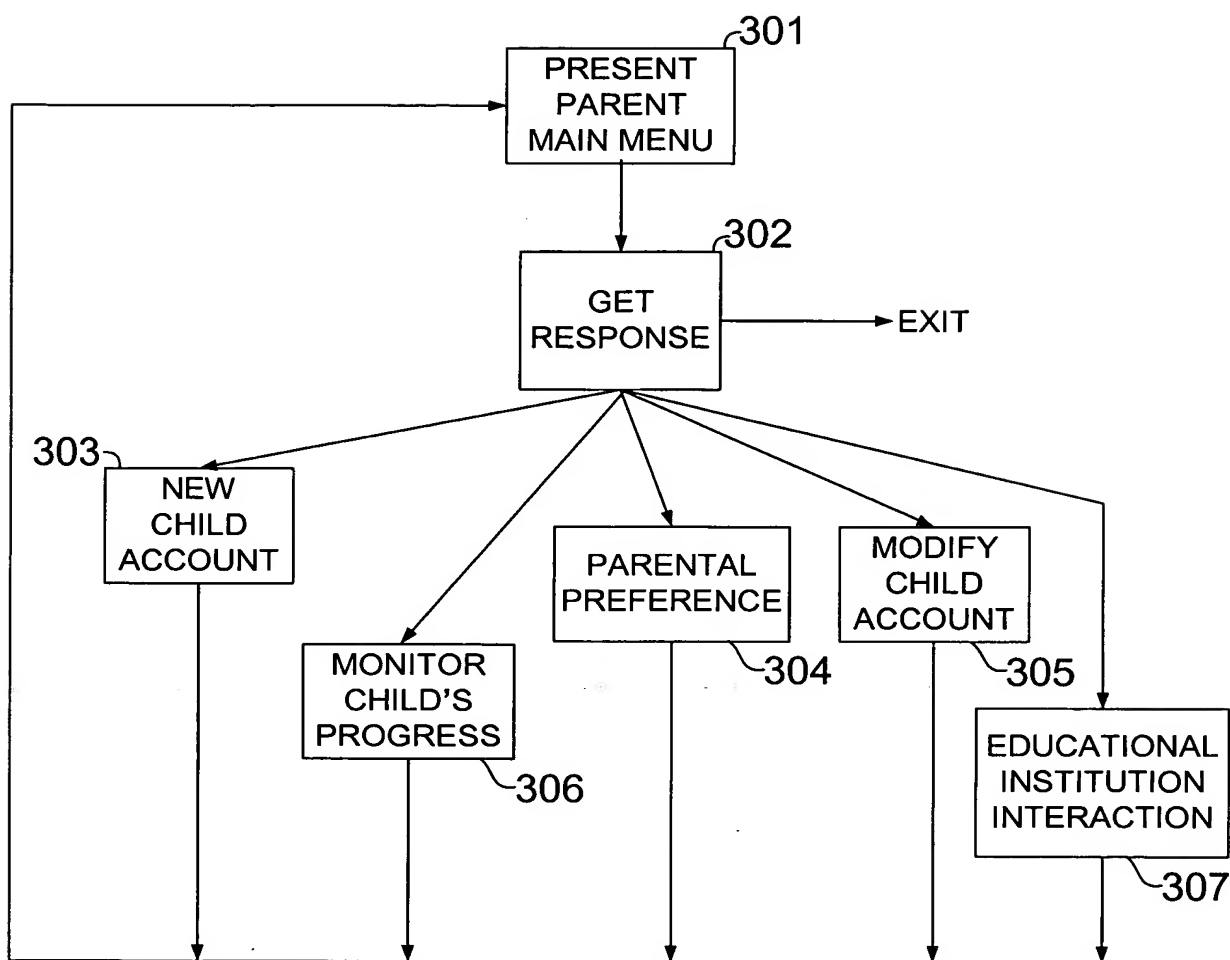 301
PRESENT
PARENT
MAIN MENU
302
GET
RESPONSE
EXIT
303
NEW
CHILD
ACCOUNT
PARENTAL
PREFERENCE
304
MODIFY
CHILD
ACCOUNT
305
MONITOR
CHILD'S
PROGRESS
306
EDUCATIONAL
INSTITUTION
INTERACTION
307